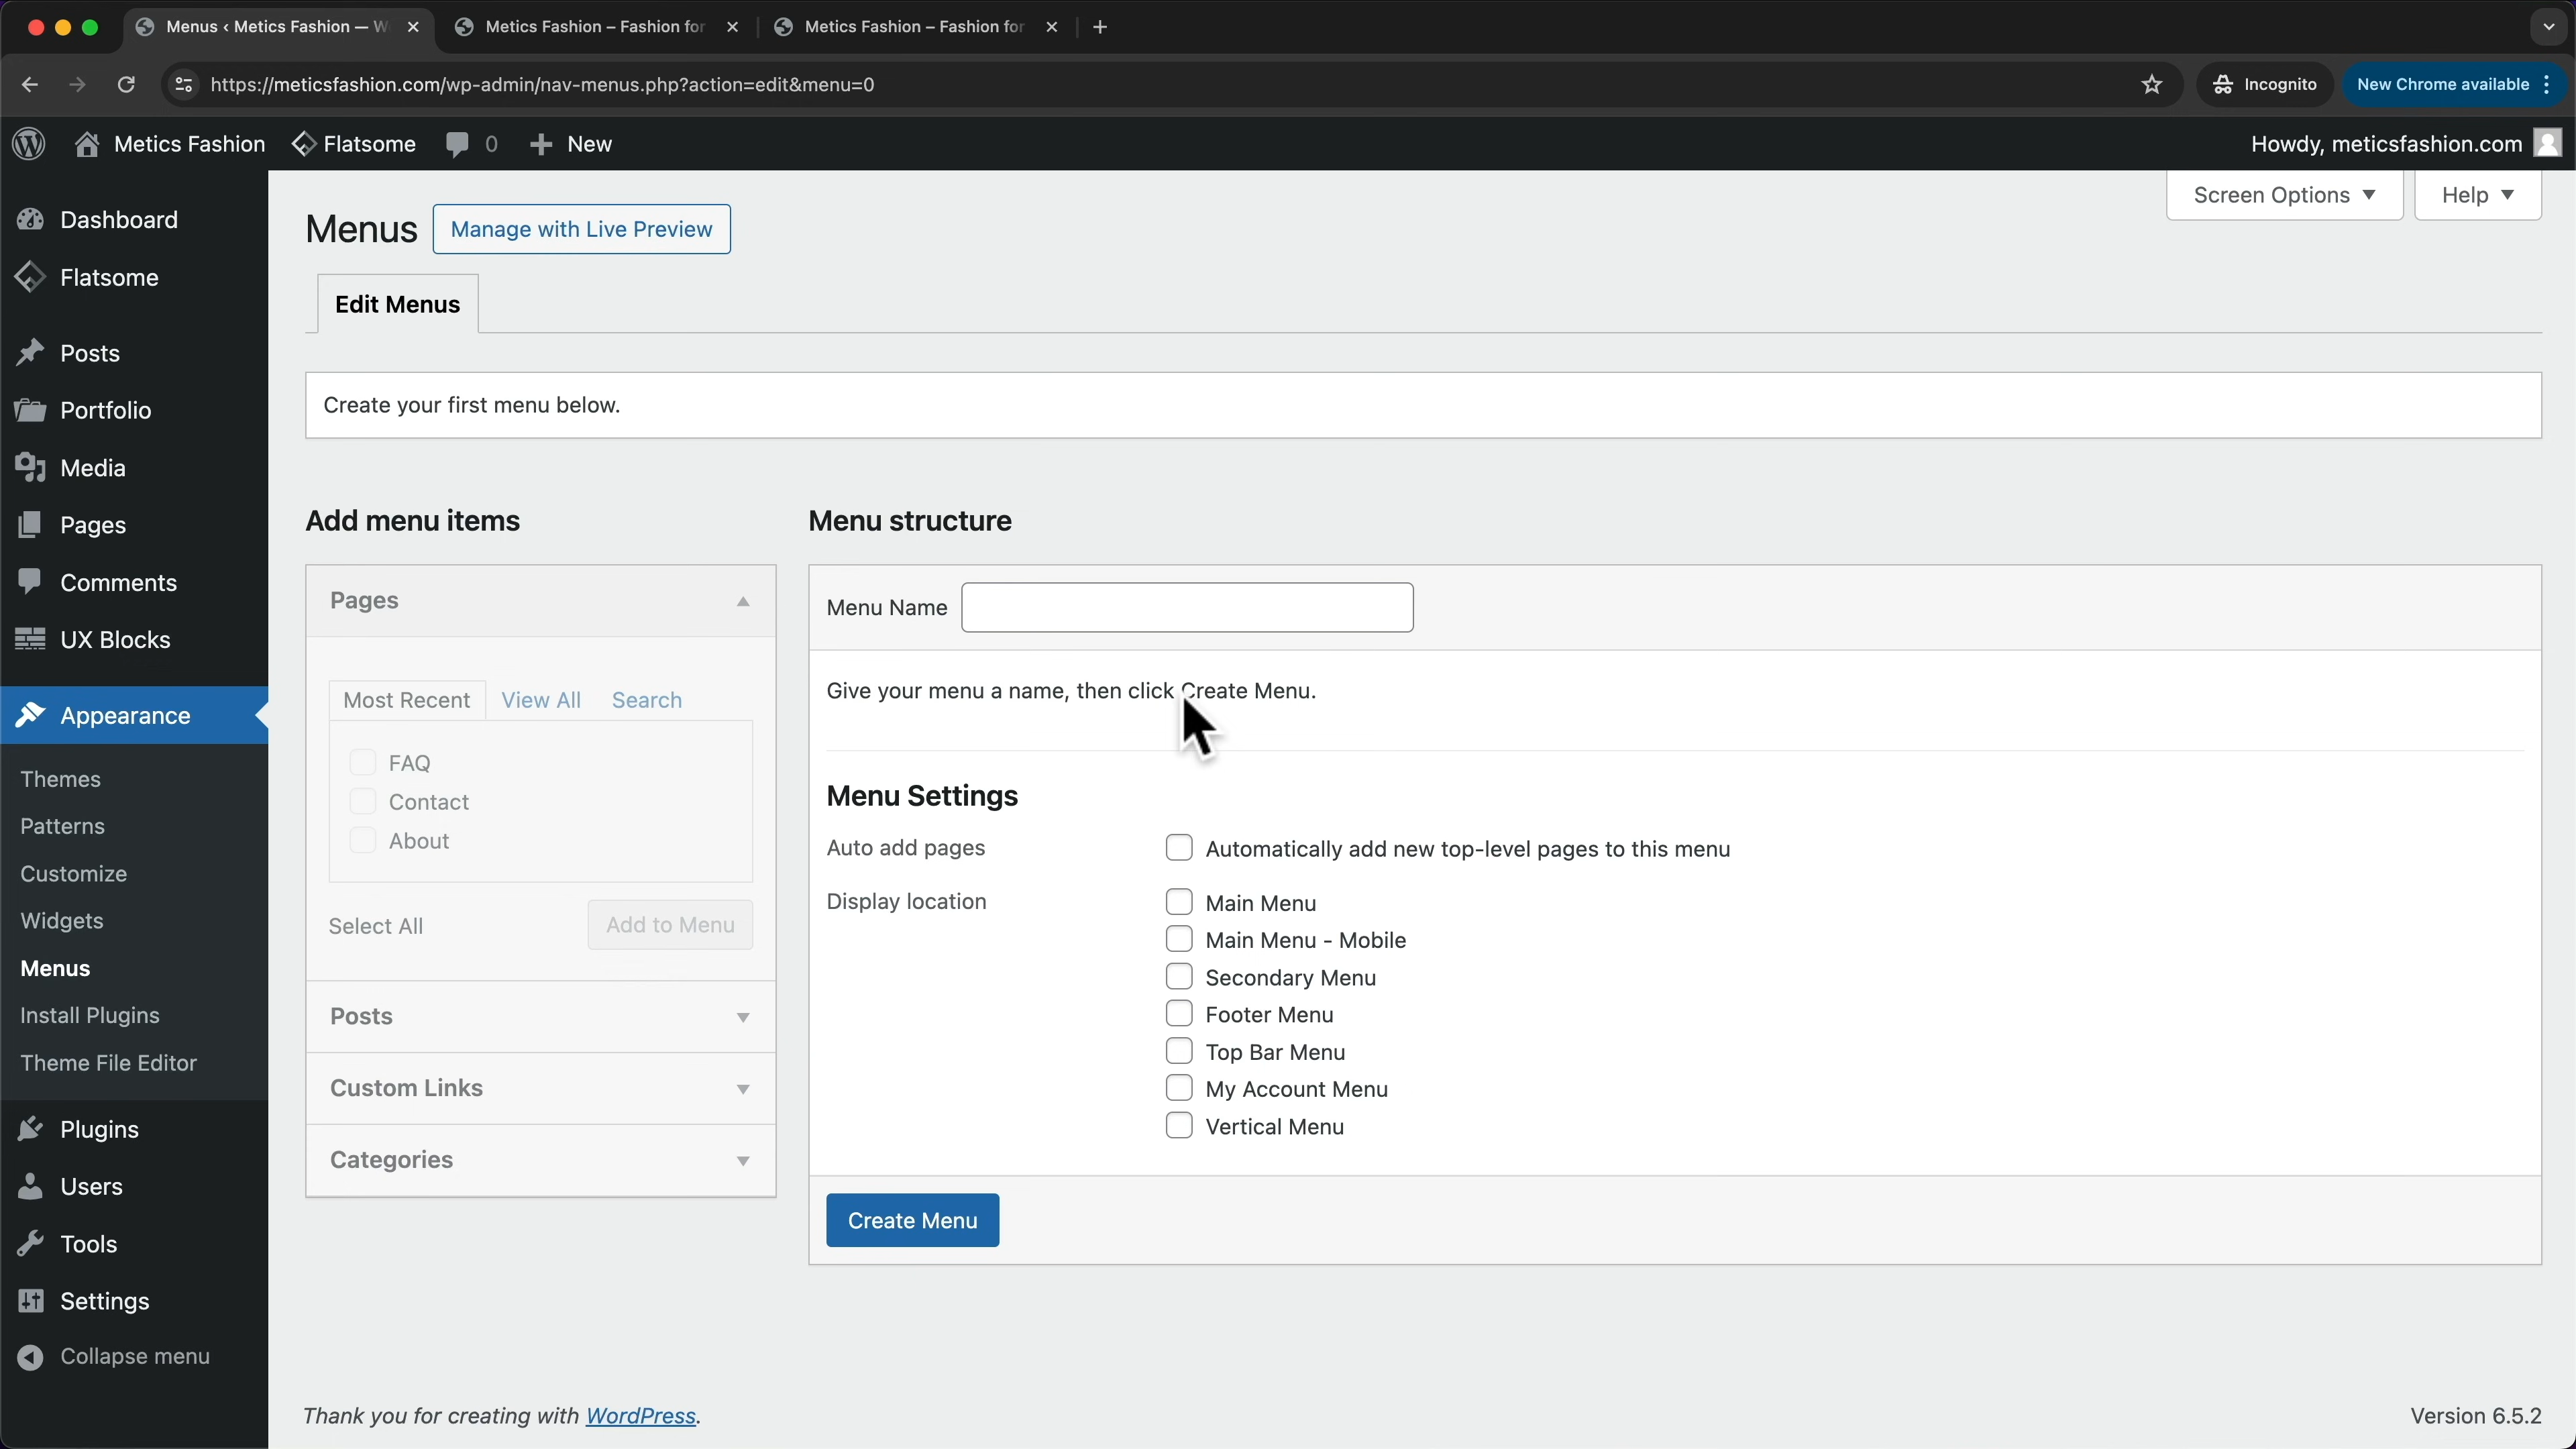 Menus ‹ Metics Fashion — W
Metics Fashion – Fashion for
Metics Fashion – Fashion for
https://meticsfashion.com/wp-admin/nav-menus.php?action=edit&menu=0
Incognito
New Chrome available
Metics Fashion
Flatsome
0
New
Howdy, meticsfashion.com
Dashboard
Flatsome
Posts
Portfolio
Media
Pages
Comments
UX Blocks
Appearance
Themes
Patterns
Customize
Widgets
Menus
Install Plugins
Theme File Editor
Plugins
Users
Tools
Settings
Collapse menu
Screen Options
Help
Menus
Manage with Live Preview
Edit Menus
Create your first menu below.
Add menu items
Pages
Most Recent
View All
Search
FAQ
Contact
About
Select All
Add to Menu
Posts
Custom Links
Categories
Menu structure
Menu Name
Give your menu a name, then click Create Menu.
Menu Settings
Auto add pages
Automatically add new top-level pages to this menu
Display location
Main Menu
Main Menu - Mobile
Secondary Menu
Footer Menu
Top Bar Menu
My Account Menu
Vertical Menu
Create Menu
Thank you for creating with WordPress.
Version 6.5.2